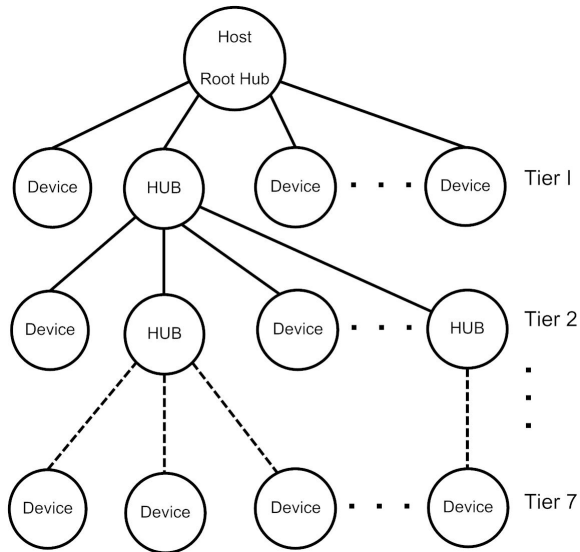 Host
Root Hub
Device HUB Device Device Tier I
Device HUB Device HUB Tier 2
Device Device Device Device Tier 7